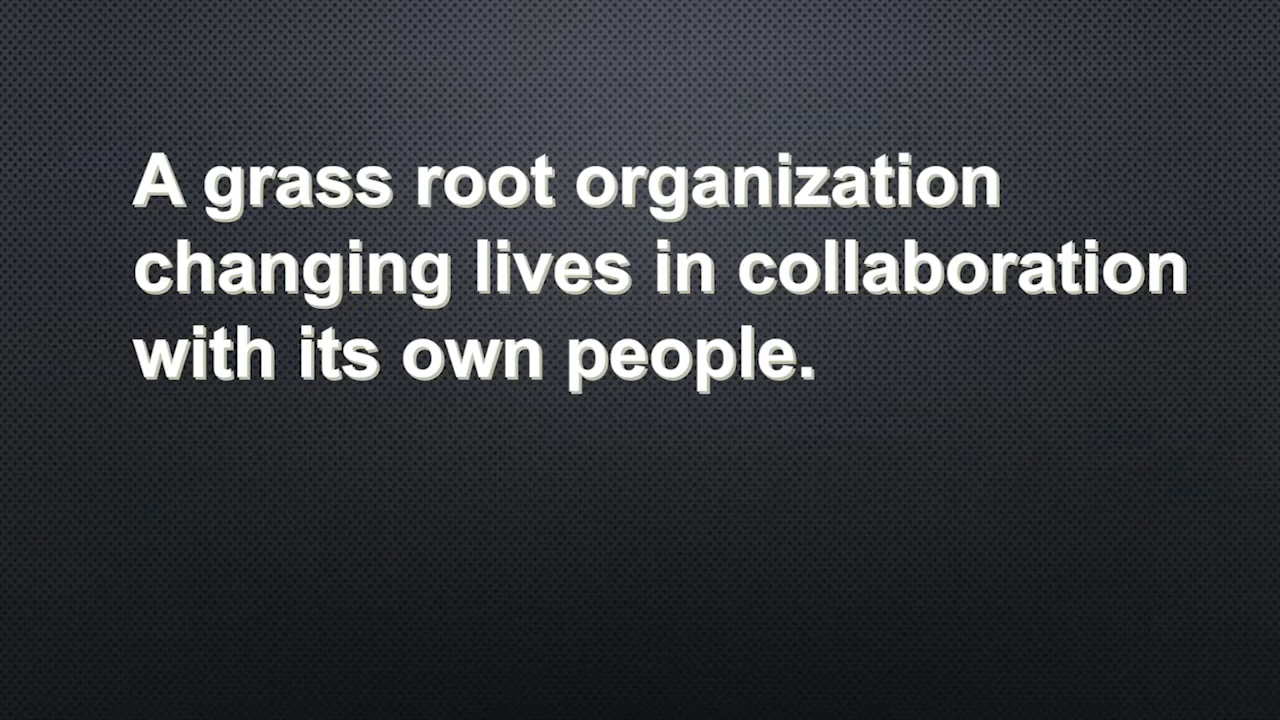 A grass root organization
changing lives in collaboration
with its own people.